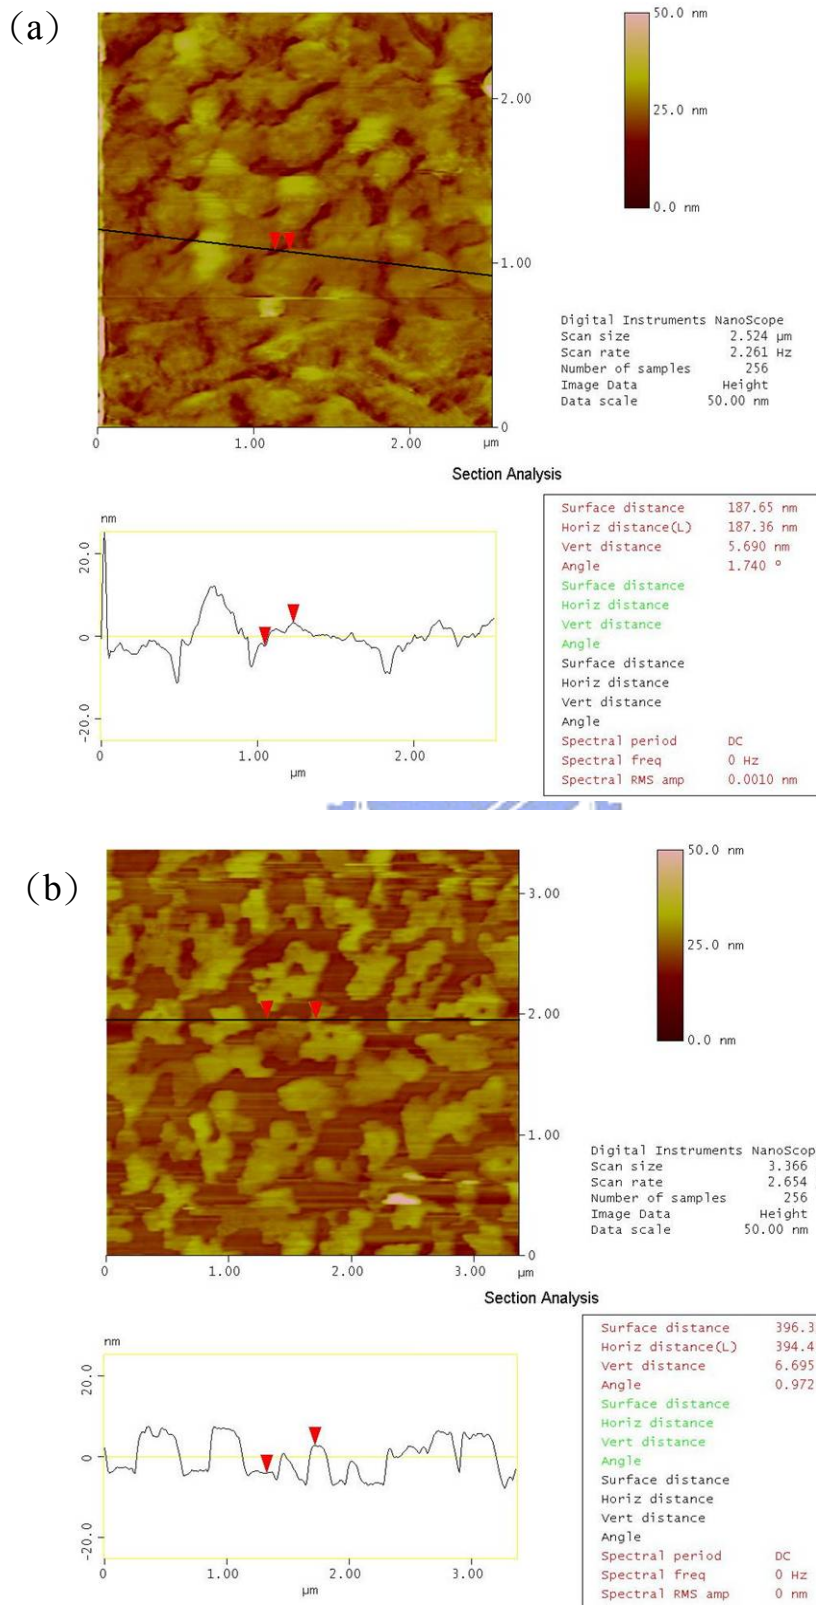 (a)
50.0 nm
25.0 nm
0.0 nm
2.00
1.00
0
0
1.00
2.00
µm
Digital Instruments NanoScope
Scan size 2.524 µm
Scan rate 2.261 Hz
Number of samples 256
Image Data Height
Data scale 50.00 nm
Section Analysis
nm
20.0
0
-20.0
0
1.00
2.00
µm
Surface distance 187.65 nm
Horiz distance(L) 187.36 nm
Vert distance 5.690 nm
Angle 1.740 °
Surface distance
Horiz distance
Vert distance
Angle
Surface distance
Horiz distance
Vert distance
Angle
Spectral period DC
Spectral freq 0 Hz
Spectral RMS amp 0.0010 nm
(b)
50.0 nm
25.0 nm
0.0 nm
3.00
2.00
1.00
0
0
1.00
2.00
3.00
µm
Digital Instruments NanoScop
Scan size 3.366
Scan rate 2.654
Number of samples 256
Image Data Height
Data scale 50.00 nm
Section Analysis
nm
20.0
0
-20.0
0
1.00
2.00
3.00
µm
Surface distance 396.3
Horiz distance(L) 394.4
Vert distance 6.695
Angle 0.972
Surface distance
Horiz distance
Vert distance
Angle
Surface distance
Horiz distance
Vert distance
Angle
Spectral period DC
Spectral freq 0 Hz
Spectral RMS amp 0 nm